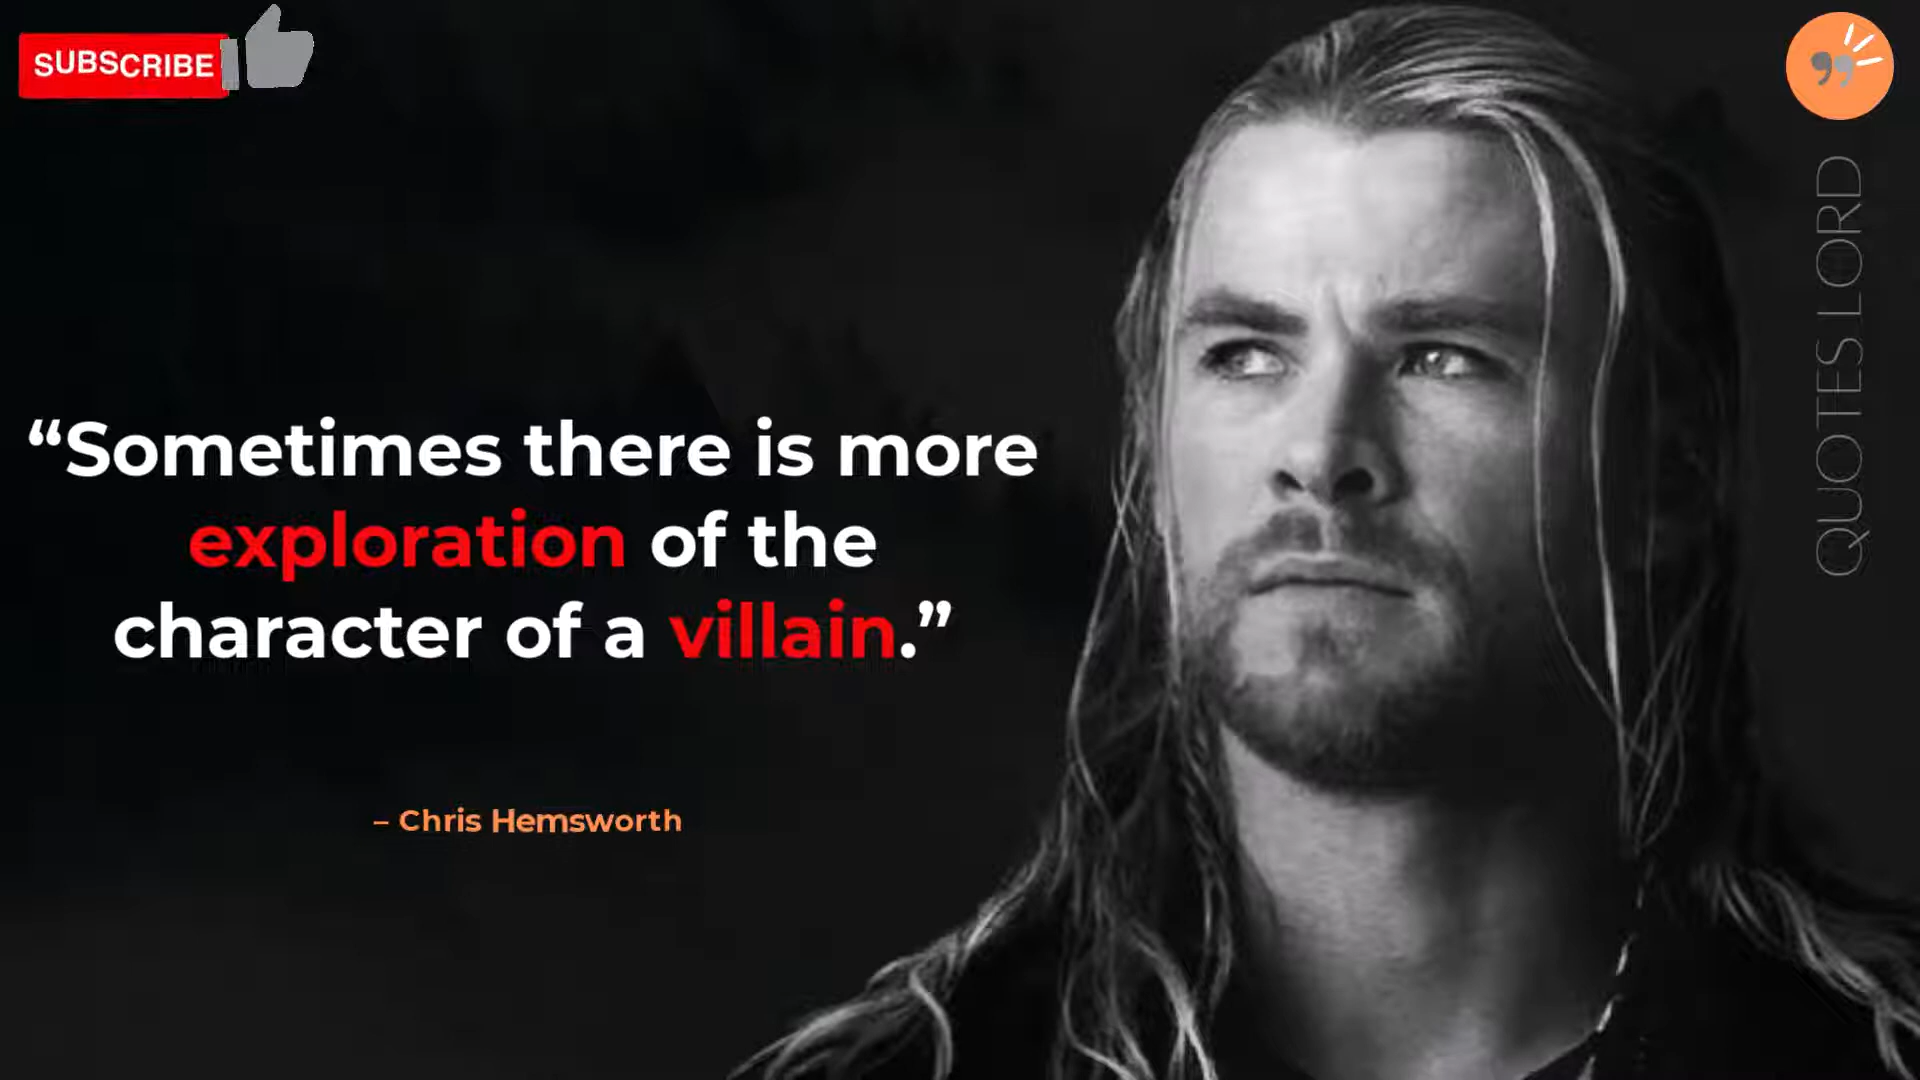 SUBSCRIBE
“Sometimes there is more
exploration of the
character of a villain.”
– Chris Hemsworth
QUOTES LORD